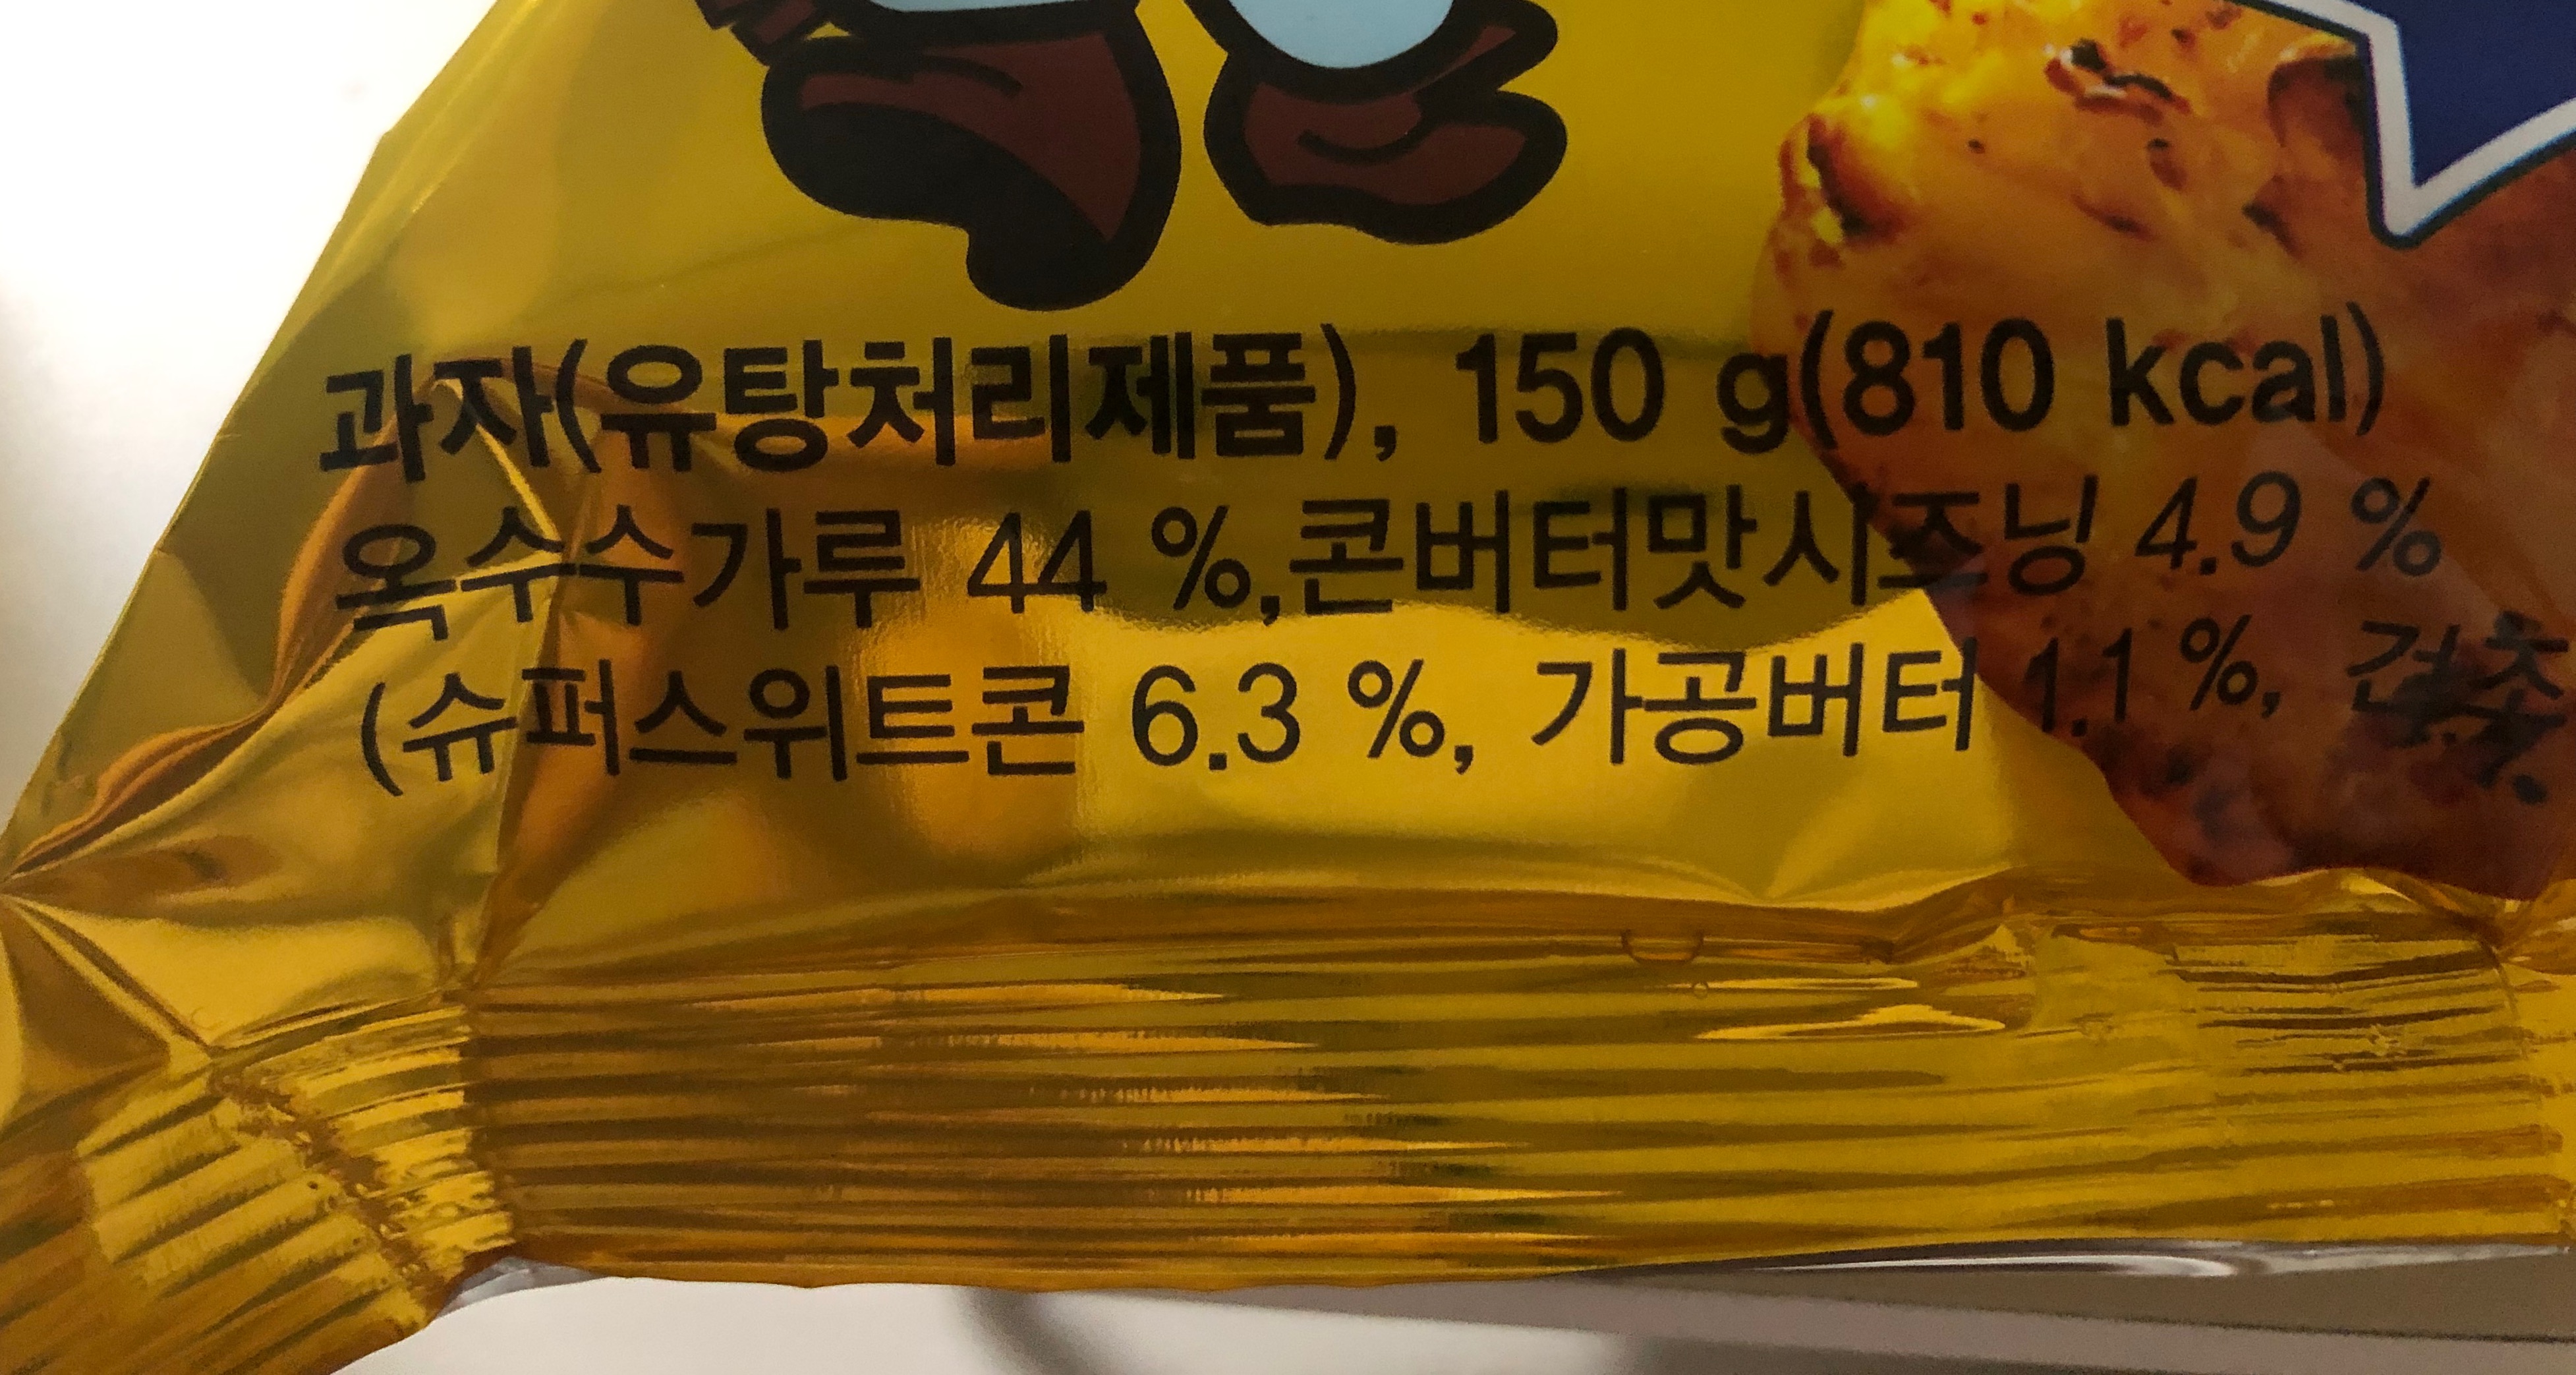 과자(유탕처리제품), 150 g(810 kcal)
옥수수가루 44 %,콘버터맛시즈닝 4.9 %
(슈퍼스위트콘 6.3 %, 가공버터 1.1 %,